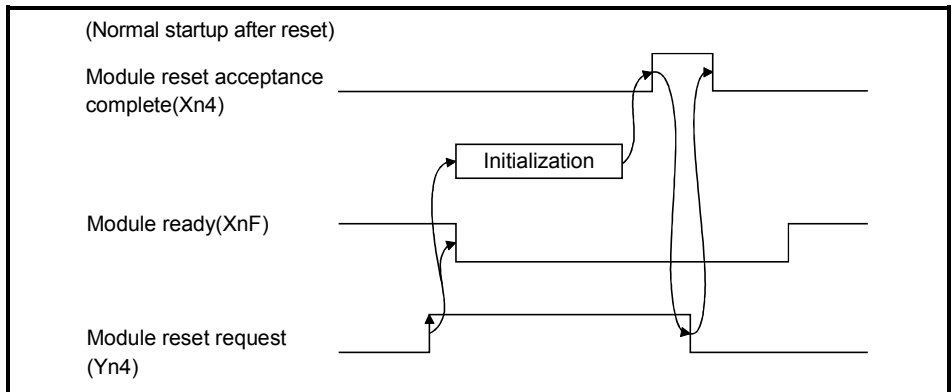 (Normal startup after reset)
Module reset acceptance
complete(Xn4)
Initialization
Module ready(XnF)
Module reset request
(Yn4)